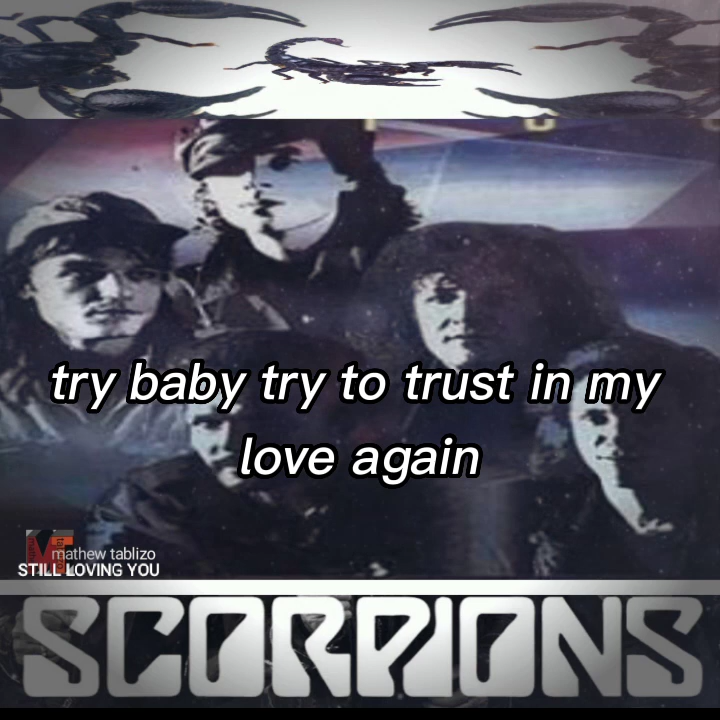 try baby try to trust in my
love again
mathew tablizo
STILL LOVING YOU
SCORPIONS